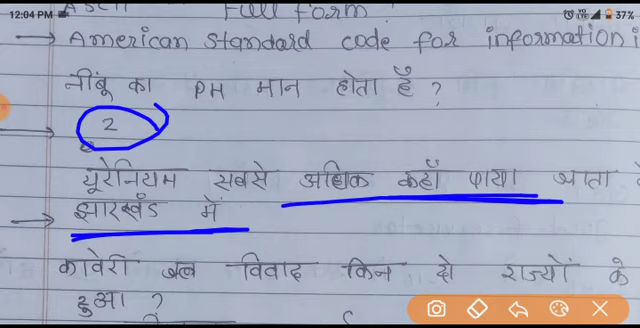 12:04 PM
37%
ASCII Full Form?
American standard code for information i
नींबू का PH मान होता है ?
2
यूरेनियम सबसे अधिक कहाँ पाया जाता
झारखंड में
कावेरी जल विवाद किन दो राज्यों के
हुआ ?